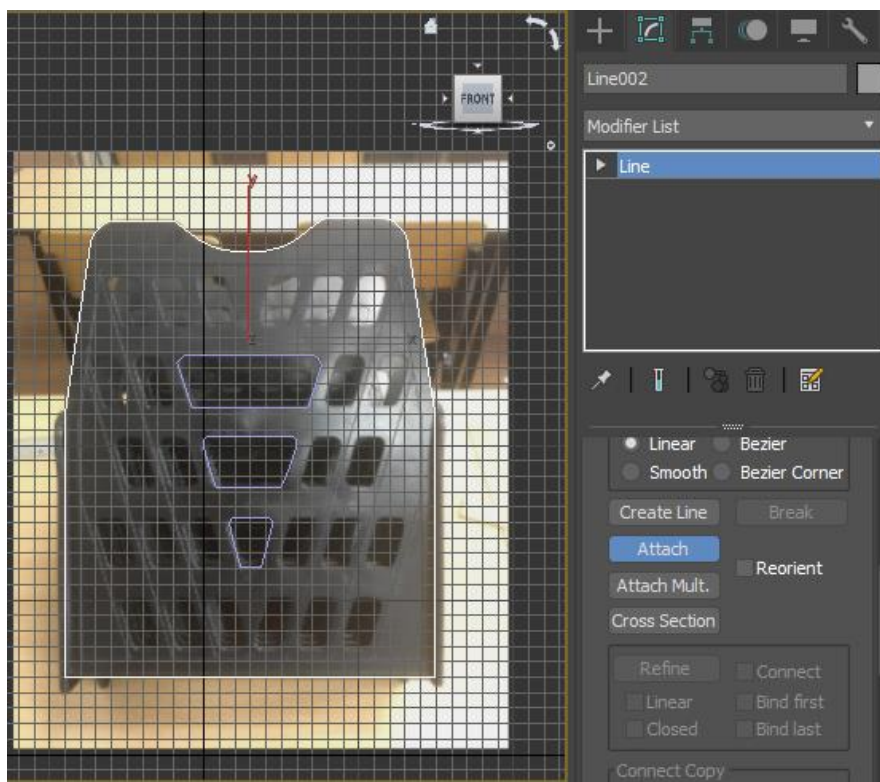 Line002
FRONT
Modifier List
Line
y
z
x
Linear
Bezier
Smooth
Bezier Corner
Create Line
Break
Attach
Reorient
Attach Mult.
Cross Section
Refine
Connect
Linear
Bind first
Closed
Bind last
Connect Copy